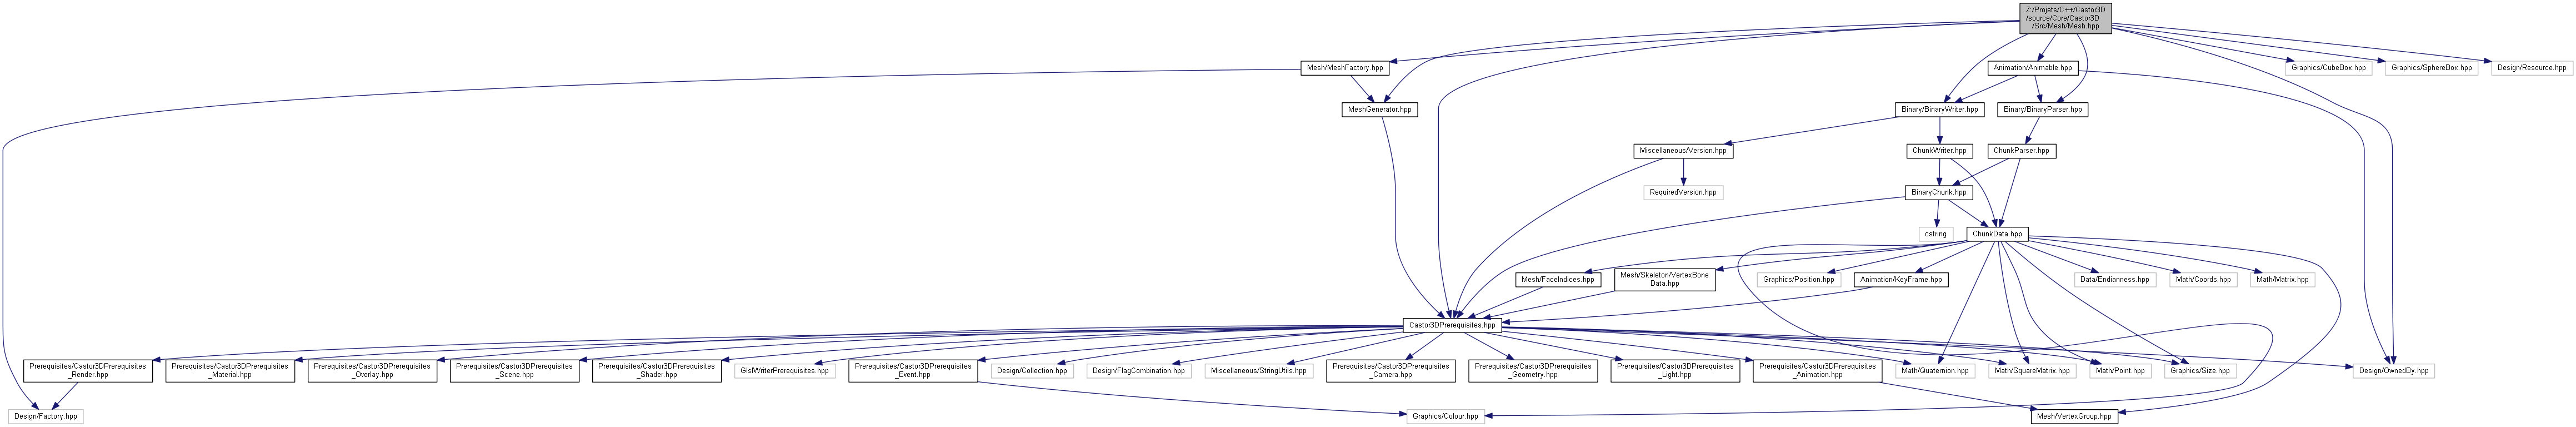 Z:/Projets/C++/Castor3D
/source/Core/Castor3D
/Src/Mesh/Mesh.hpp
Mesh/MeshFactory.hpp
Animation/Animable.hpp
Graphics/CubeBox.hpp
Graphics/SphereBox.hpp
Design/Resource.hpp
MeshGenerator.hpp
Binary/BinaryWriter.hpp
Binary/BinaryParser.hpp
Miscellaneous/Version.hpp
ChunkWriter.hpp
ChunkParser.hpp
RequiredVersion.hpp
BinaryChunk.hpp
cstring
ChunkData.hpp
Mesh/FaceIndices.hpp
Mesh/Skeleton/VertexBone
Data.hpp
Graphics/Position.hpp
Animation/KeyFrame.hpp
Data/Endianness.hpp
Math/Coords.hpp
Math/Matrix.hpp
Castor3DPrerequisites.hpp
Prerequisites/Castor3DPrerequisites
_Render.hpp
Prerequisites/Castor3DPrerequisites
_Material.hpp
Prerequisites/Castor3DPrerequisites
_Overlay.hpp
Prerequisites/Castor3DPrerequisites
_Scene.hpp
Prerequisites/Castor3DPrerequisites
_Shader.hpp
GlslWriterPrerequisites.hpp
Prerequisites/Castor3DPrerequisites
_Event.hpp
Design/Collection.hpp
Design/FlagCombination.hpp
Miscellaneous/StringUtils.hpp
Prerequisites/Castor3DPrerequisites
_Camera.hpp
Prerequisites/Castor3DPrerequisites
_Geometry.hpp
Prerequisites/Castor3DPrerequisites
_Light.hpp
Prerequisites/Castor3DPrerequisites
_Animation.hpp
Math/Quaternion.hpp
Math/SquareMatrix.hpp
Math/Point.hpp
Graphics/Size.hpp
Design/OwnedBy.hpp
Design/Factory.hpp
Graphics/Colour.hpp
Mesh/VertexGroup.hpp